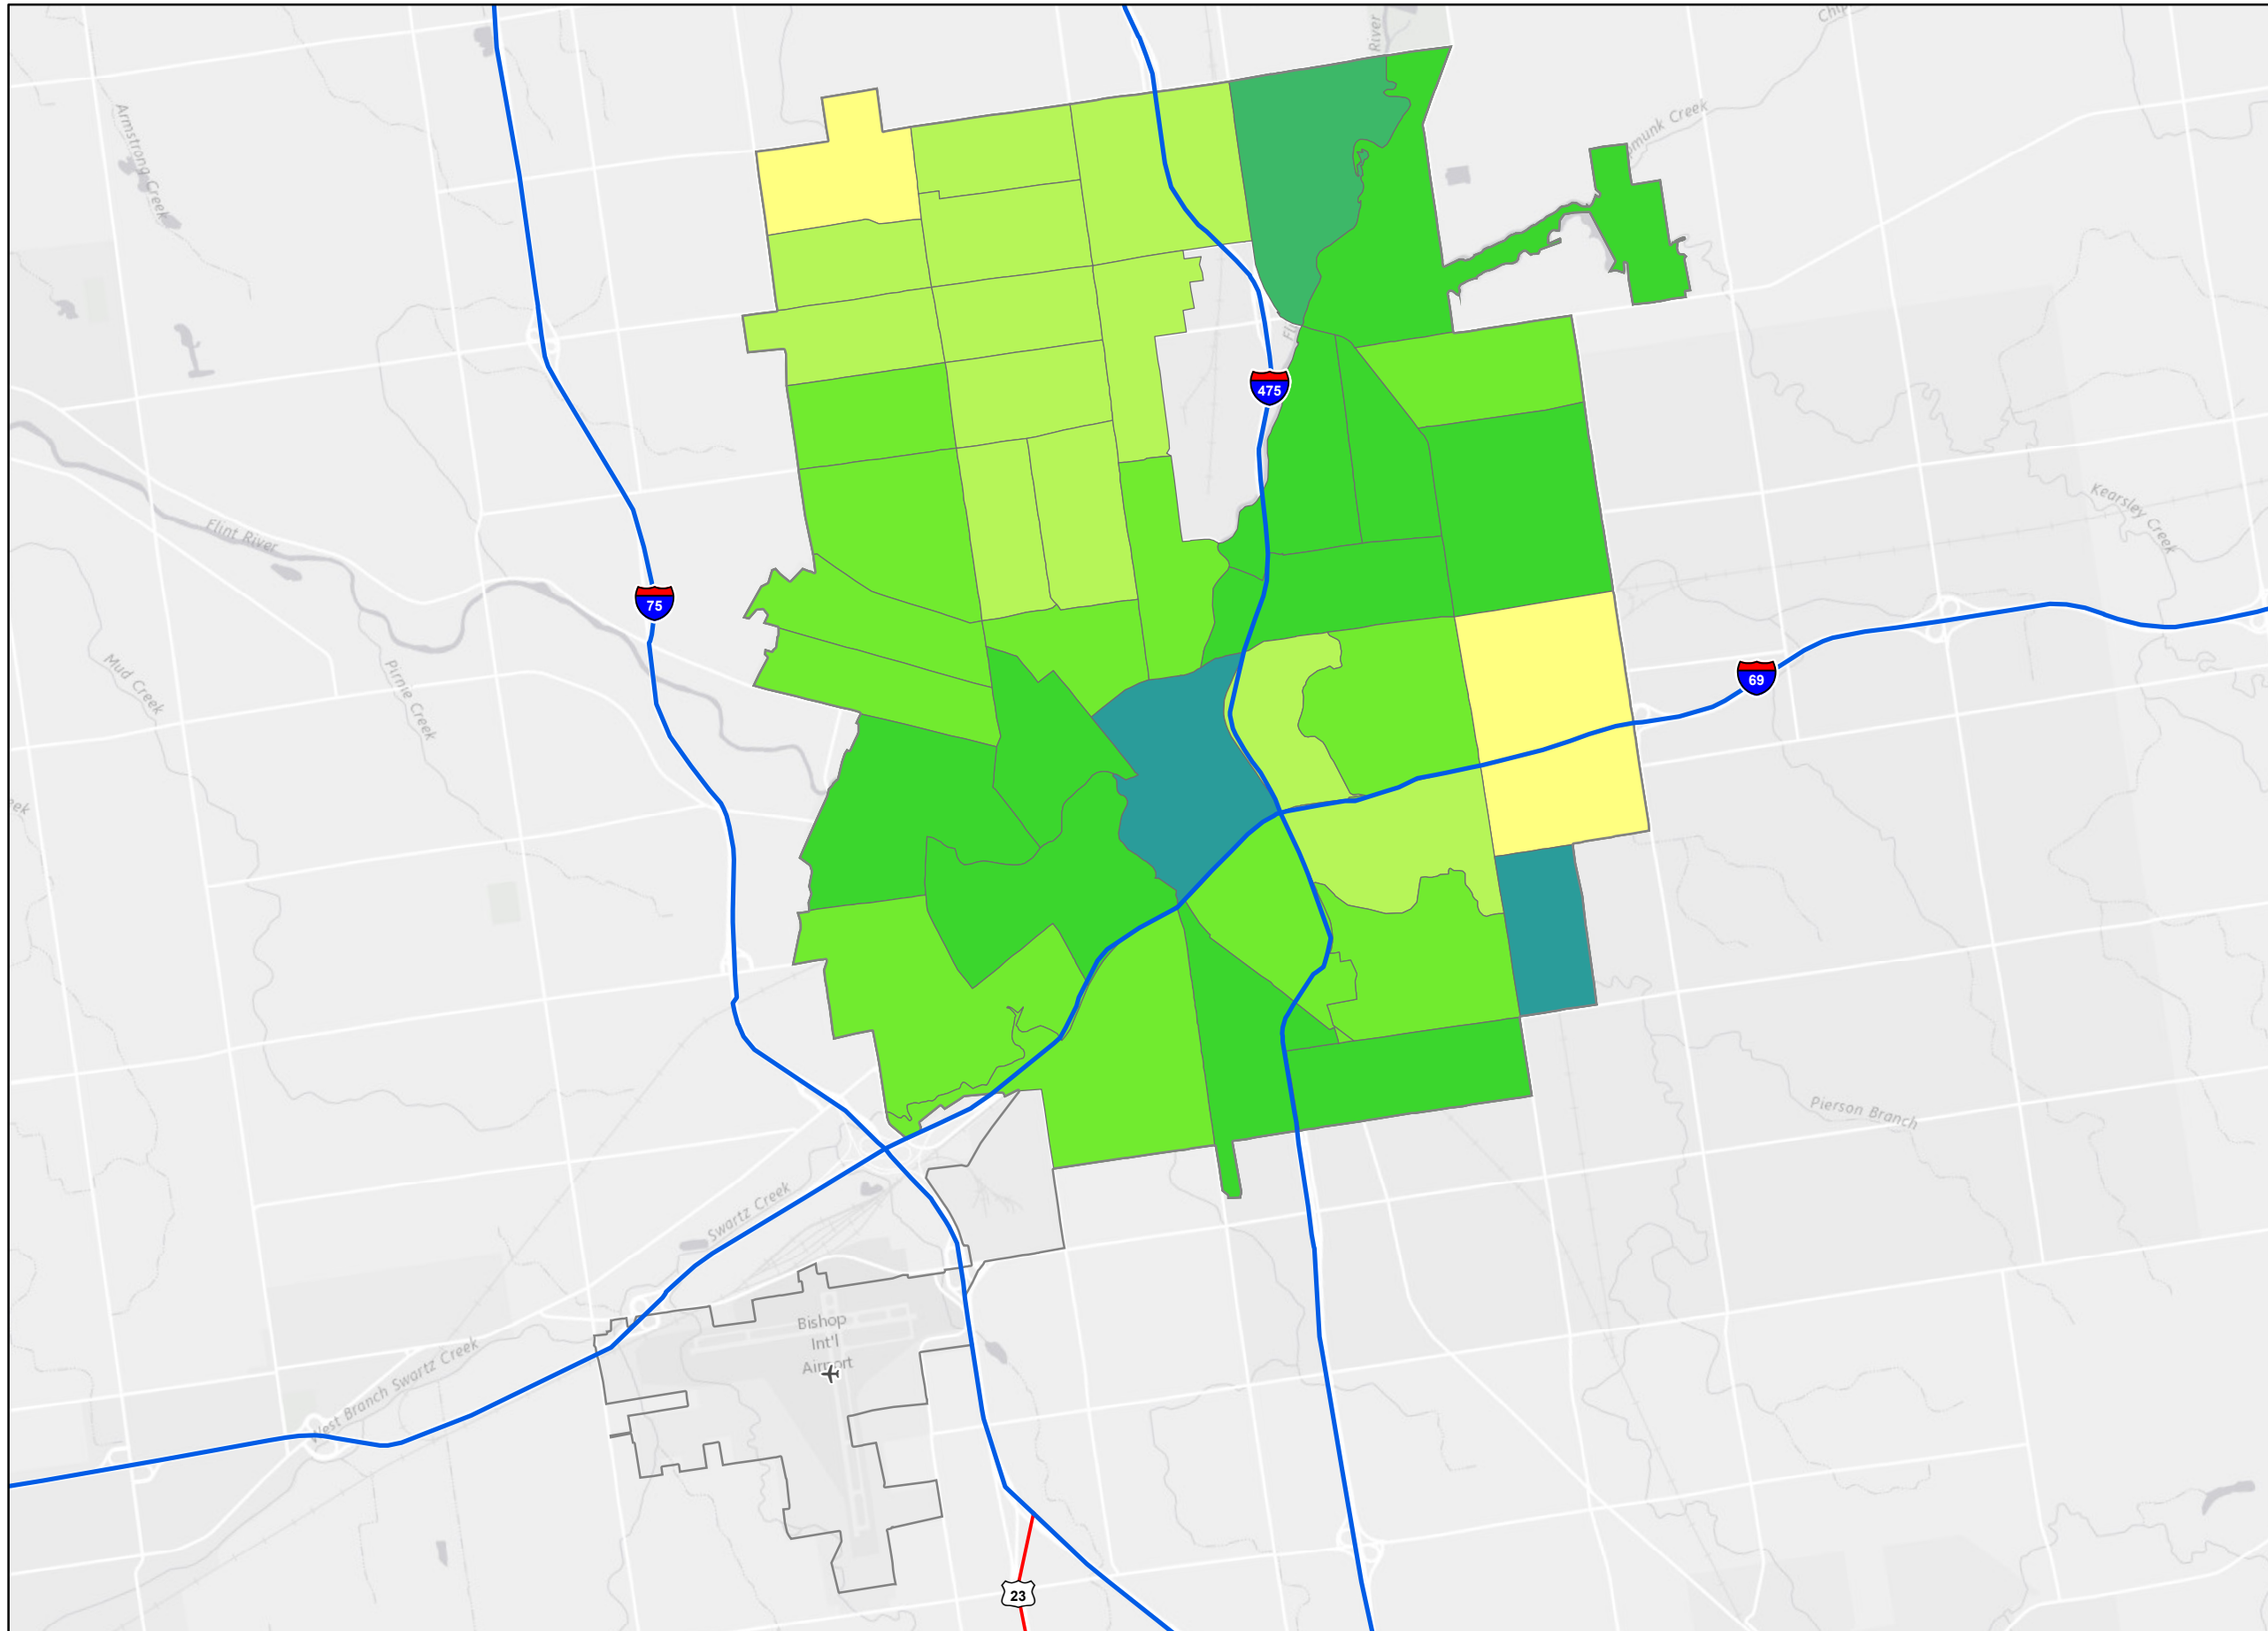 River
Armstrong Creek
Creek
475
Flint River
Kearsley Creek
75
Mud Creek
Pirnie Creek
69
Pierson Branch
Swartz Creek
Bishop
Int'l
Airport
West Branch Swartz Creek
23